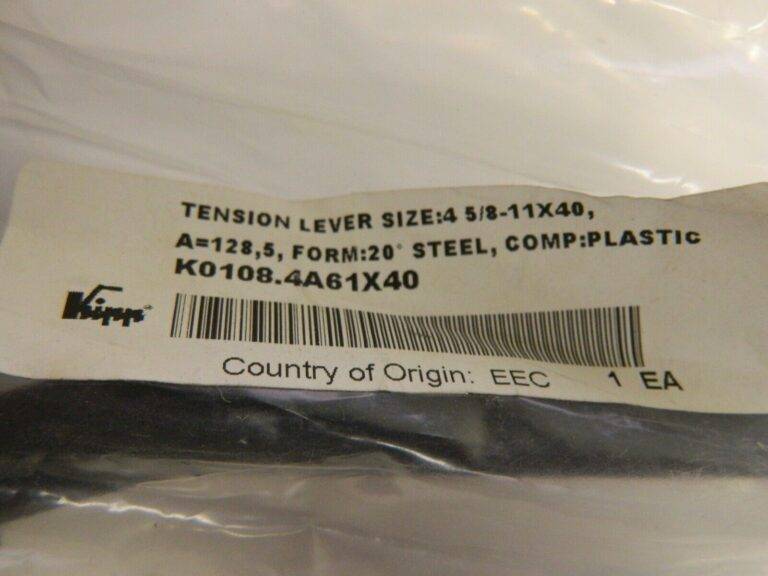 TENSION LEVER SIZE:4 5/8-11X40,
A=128,5, FORM:20° STEEL, COMP:PLASTIC
K0108.4A61X40
Kipp®
Country of Origin: EEC 1 EA